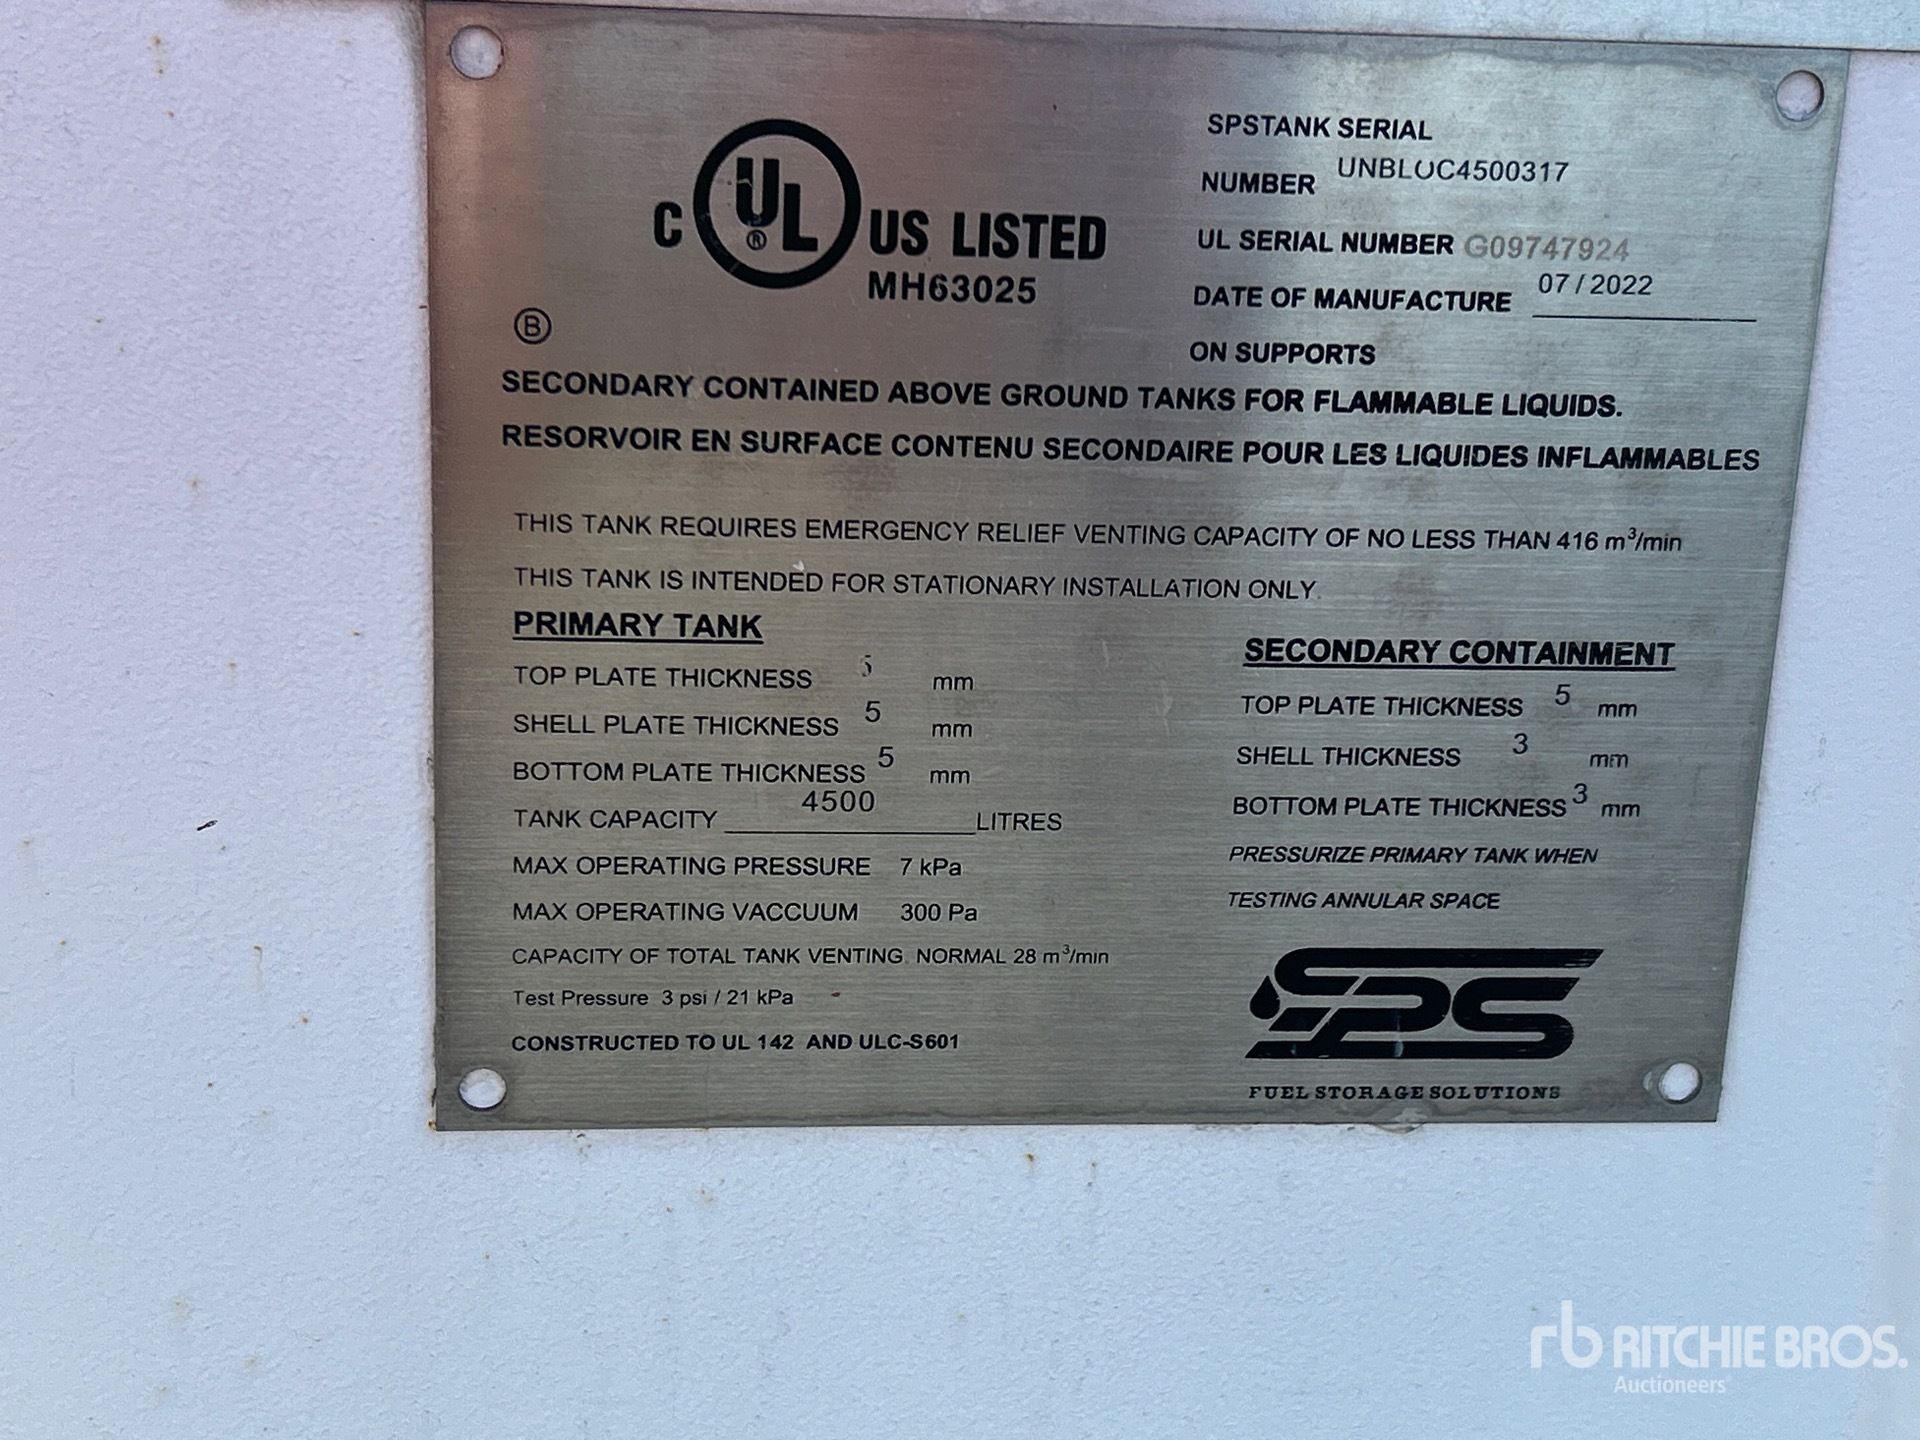 C UL ® US LISTED
MH63025
Ⓑ
SPSTANK SERIAL
NUMBER UNBLOC4500317
UL SERIAL NUMBER G09747924
DATE OF MANUFACTURE 07/2022
ON SUPPORTS
SECONDARY CONTAINED ABOVE GROUND TANKS FOR FLAMMABLE LIQUIDS.
RESORVOIR EN SURFACE CONTENU SECONDAIRE POUR LES LIQUIDES INFLAMMABLES
THIS TANK REQUIRES EMERGENCY RELIEF VENTING CAPACITY OF NO LESS THAN 416 m³/min
THIS TANK IS INTENDED FOR STATIONARY INSTALLATION ONLY.
PRIMARY TANK
TOP PLATE THICKNESS mm
SHELL PLATE THICKNESS 5 mm
BOTTOM PLATE THICKNESS 5 mm
TANK CAPACITY 4500 LITRES
MAX OPERATING PRESSURE 7 kPa
MAX OPERATING VACCUUM 300 Pa
CAPACITY OF TOTAL TANK VENTING. NORMAL 28 m³/min
Test Pressure 3 psi / 21 kPa
CONSTRUCTED TO UL 142 AND ULC-S601
SECONDARY CONTAINMENT
TOP PLATE THICKNESS 5 mm
SHELL THICKNESS 3 mm
BOTTOM PLATE THICKNESS 3 mm
PRESSURIZE PRIMARY TANK WHEN
TESTING ANNULAR SPACE
SPS
FUEL STORAGE SOLUTIONS
rb RITCHIE BROS.
Auctioneers